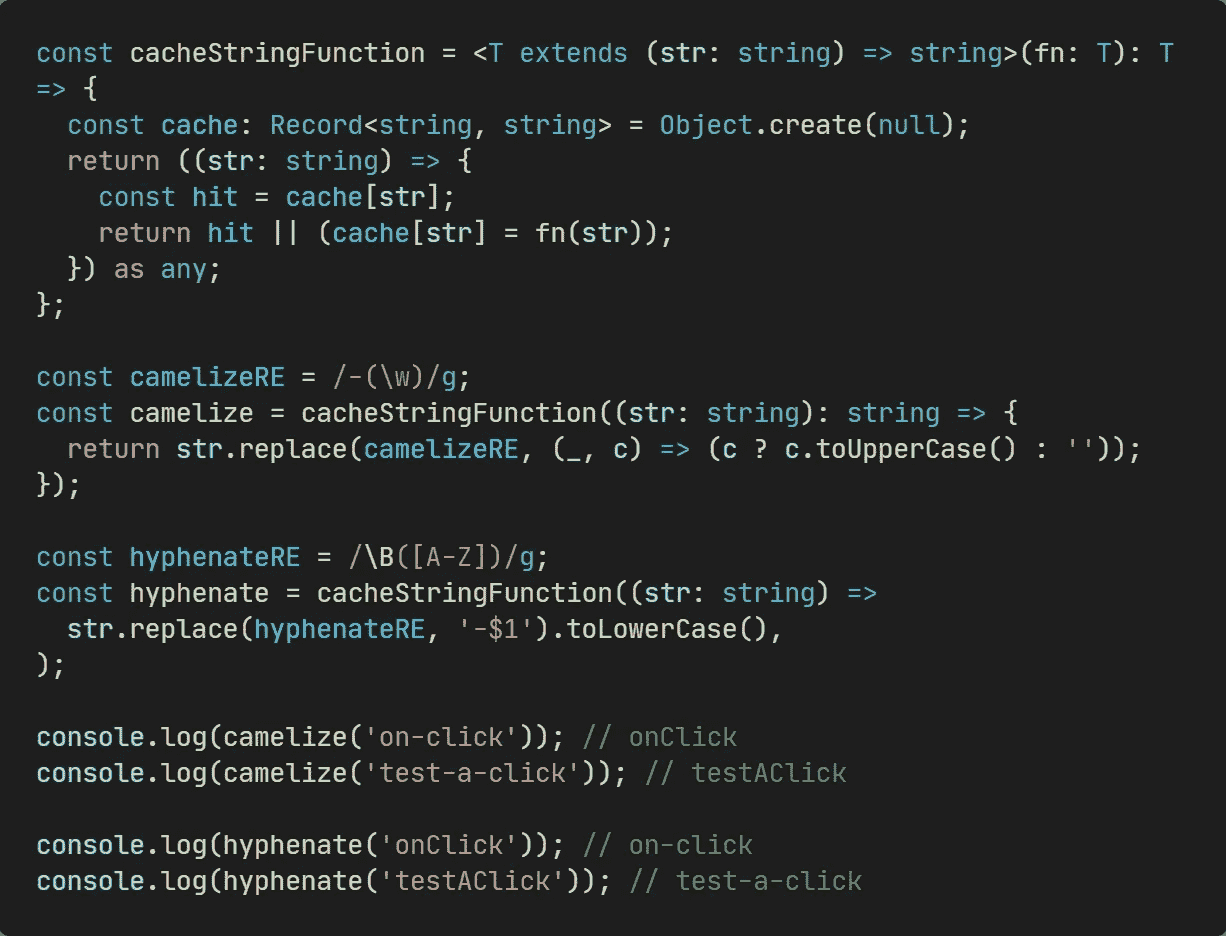 const cacheStringFunction = <T extends (str: string) => string>(fn: T): T
=> {
  const cache: Record<string, string> = Object.create(null);
  return ((str: string) => {
    const hit = cache[str];
    return hit || (cache[str] = fn(str));
  }) as any;
};

const camelizeRE = /-(\w)/g;
const camelize = cacheStringFunction((str: string): string => {
  return str.replace(camelizeRE, (_, c) => (c ? c.toUpperCase() : ''));
});

const hyphenateRE = /\B([A-Z])/g;
const hyphenate = cacheStringFunction((str: string) =>
  str.replace(hyphenateRE, '-$1').toLowerCase(),
);

console.log(camelize('on-click')); // onClick
console.log(camelize('test-a-click')); // testAClick

console.log(hyphenate('onClick')); // on-click
console.log(hyphenate('testAClick')); // test-a-click